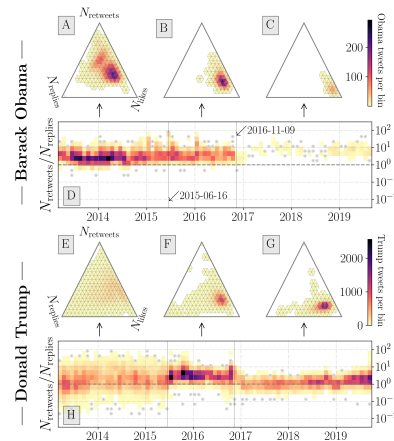 — Barack Obama —
N_retweets
A
B
C
N_replies
N_likes
200
0
Obama tweets per bin
N_retweets/N_replies
2016-11-09
2015-06-16
D
10^2
10^1
10^0
10^-1
2014
2015
2016
2017
2018
2019
— Donald Trump —
N_retweets
E
F
G
N_replies
N_likes
2000
1000
0
Trump tweets per bin
N_retweets/N_replies
H
10^2
10^1
10^0
10^-1
2014
2015
2016
2017
2018
2019